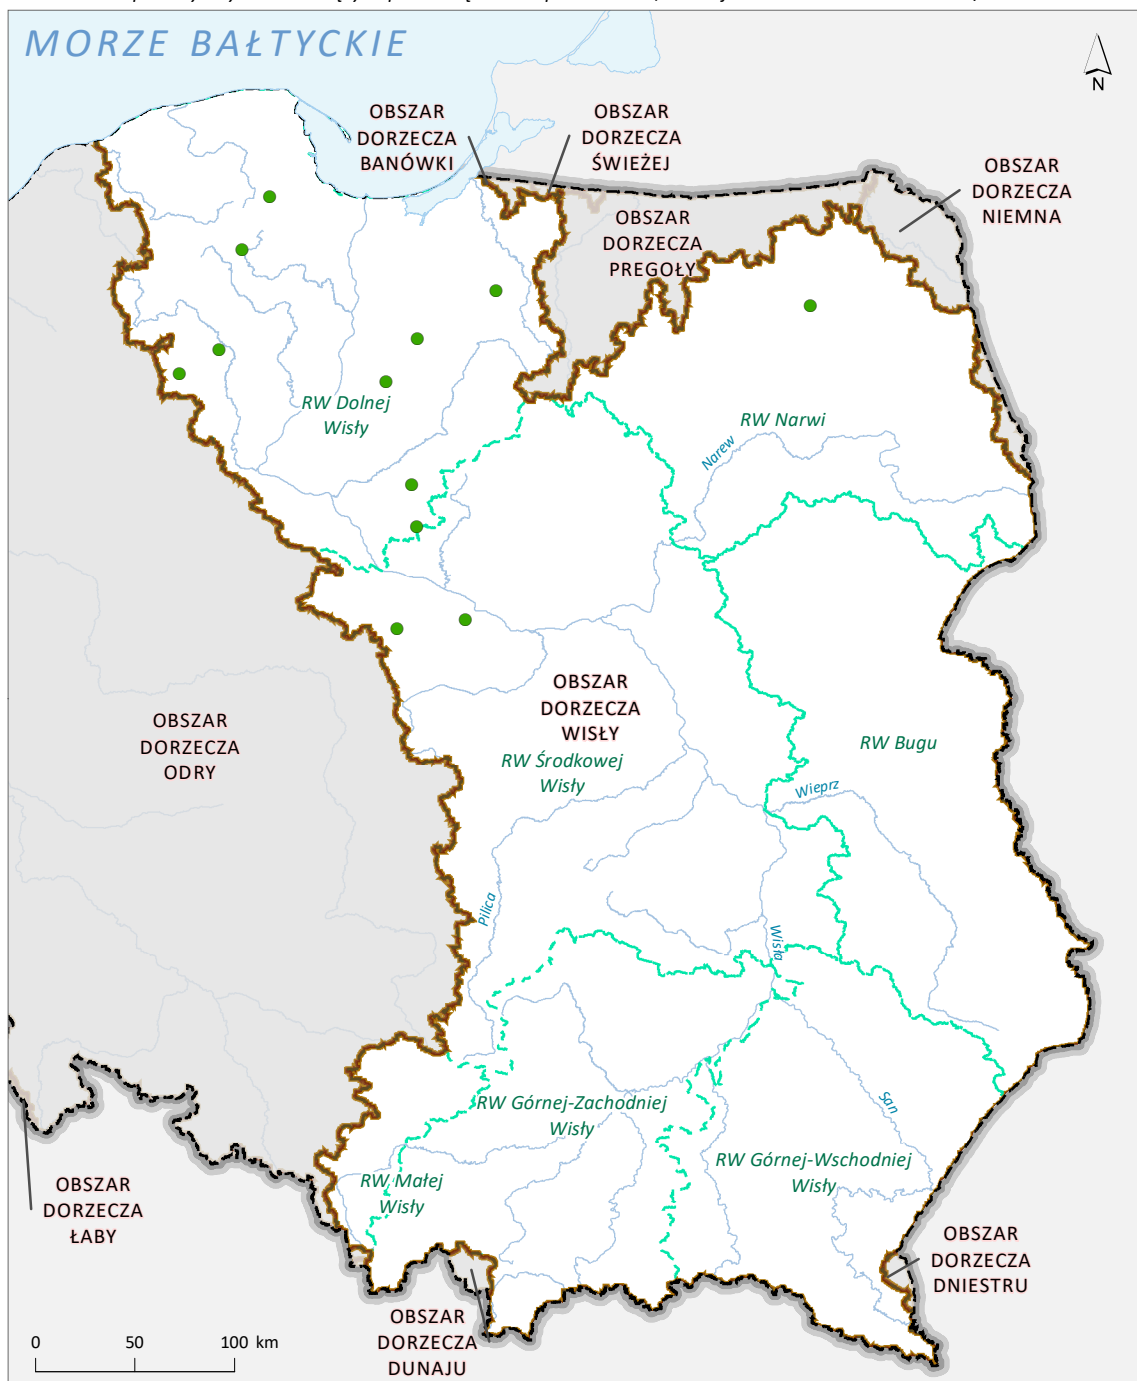 MORZE BAŁTYCKIE
N
OBSZAR
DORZECZA
BANÓWKI
OBSZAR
DORZECZA
ŚWIEŻEJ
OBSZAR
DORZECZA
NIEMNA
OBSZAR
DORZECZA
PREGOŁY
RW Dolnej
Wisły
RW Narwi
Narew
OBSZAR
DORZECZA
WISŁY
OBSZAR
DORZECZA
ODRY
RW Środkowej
Wisły
RW Bugu
Wieprz
Pilica
Wisła
San
RW Górnej-Zachodniej
Wisły
RW Górnej-Wschodniej
Wisły
RW Małej
Wisły
OBSZAR
DORZECZA
ŁABY
OBSZAR
DORZECZA
DNIESTRU
OBSZAR
DORZECZA
DUNAJU
0 50 100 km